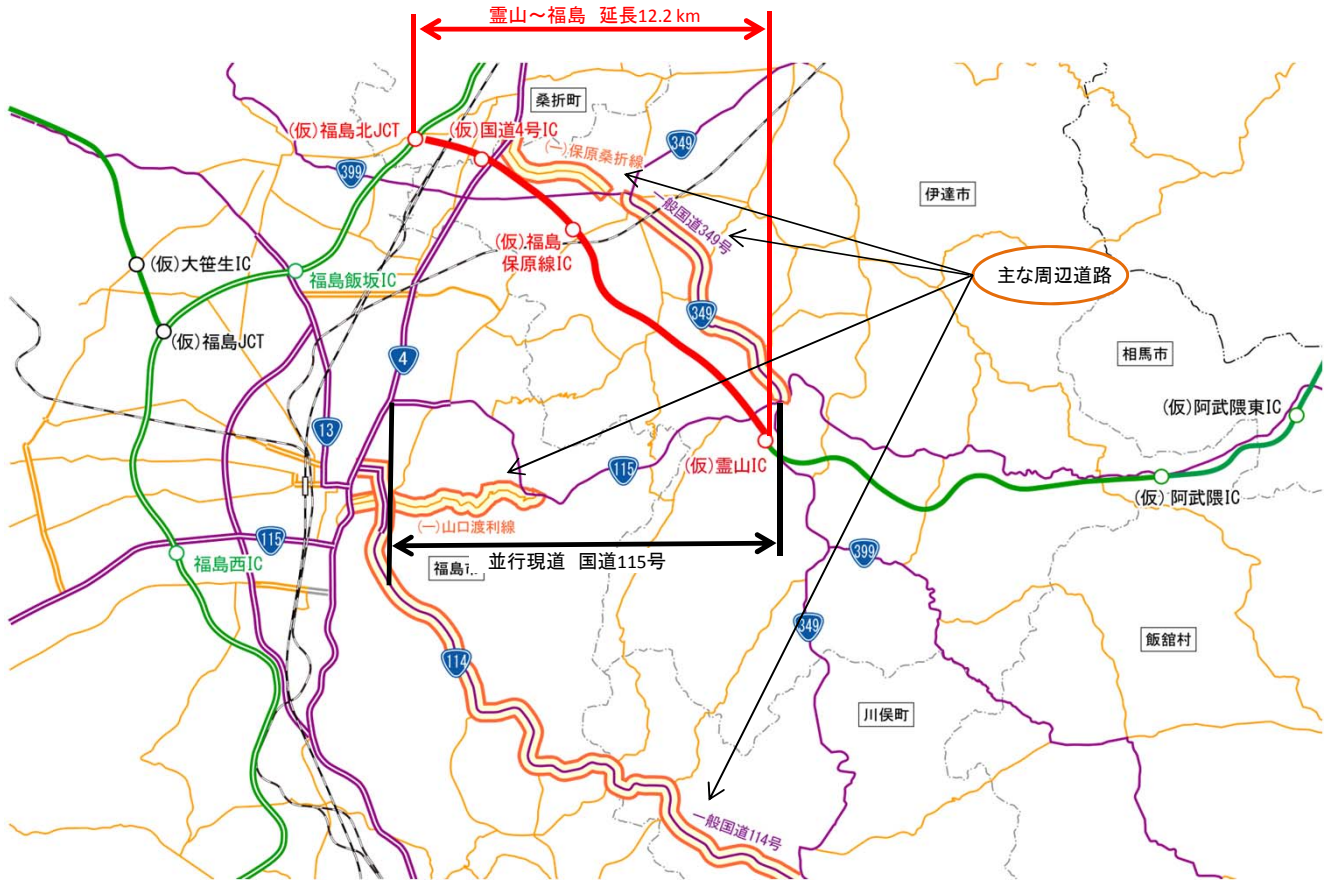 霊山～福島 延長12.2 km
桑折町
(仮)福島北JCT
(仮)国道4号IC
(一)保原桑折線
349
399
一般国道349号
伊達市
(仮)福島
保原線IC
(仮)大笹生IC
福島飯坂IC
主な周辺道路
349
(仮)福島JCT
4
相馬市
(仮)阿武隈東IC
13
(仮)霊山IC
115
(仮) 阿武隈IC
(一)山口渡利線
115
福島西IC
並行現道 国道115号
福島市
399
349
飯舘村
114
川俣町
一般国道114号